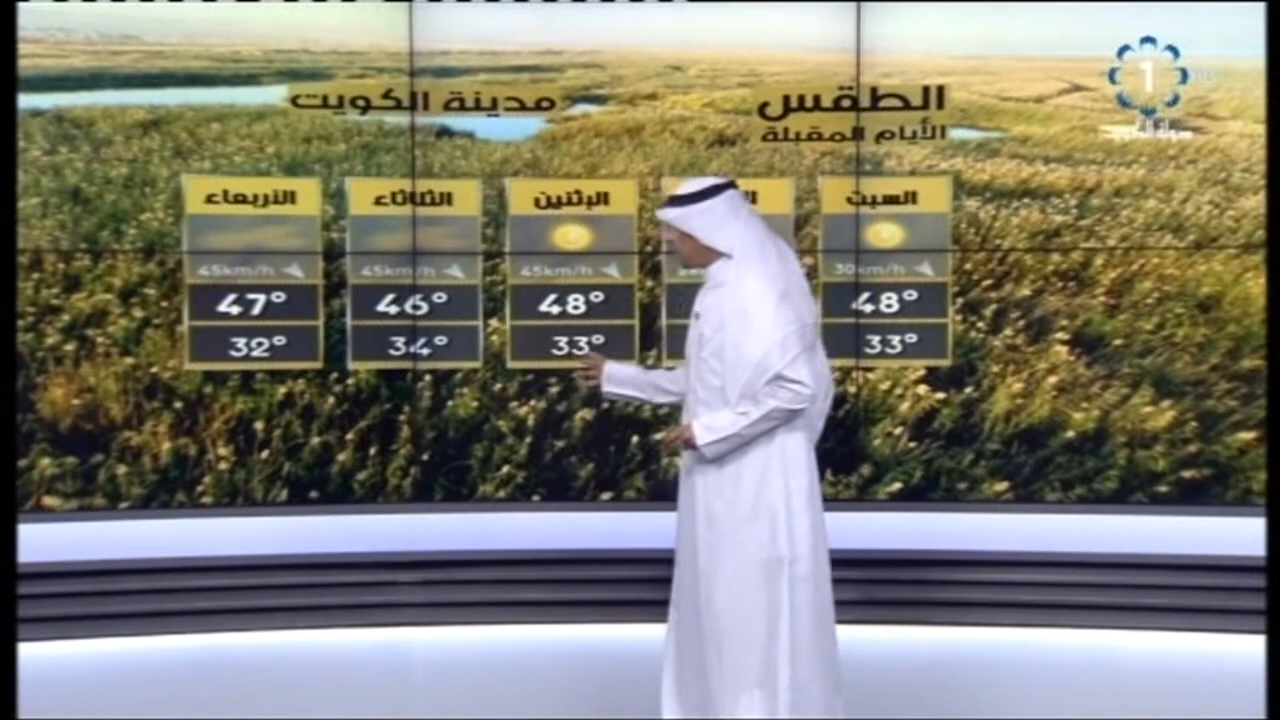 الطقس
الأيام المقبلة
مدينة الكويت
السبت
30km/h
48°
33°
الإثنين
45km/h
48°
33°
الثلاثاء
45km/h
46°
34°
الأربعاء
45km/h
47°
32°
1